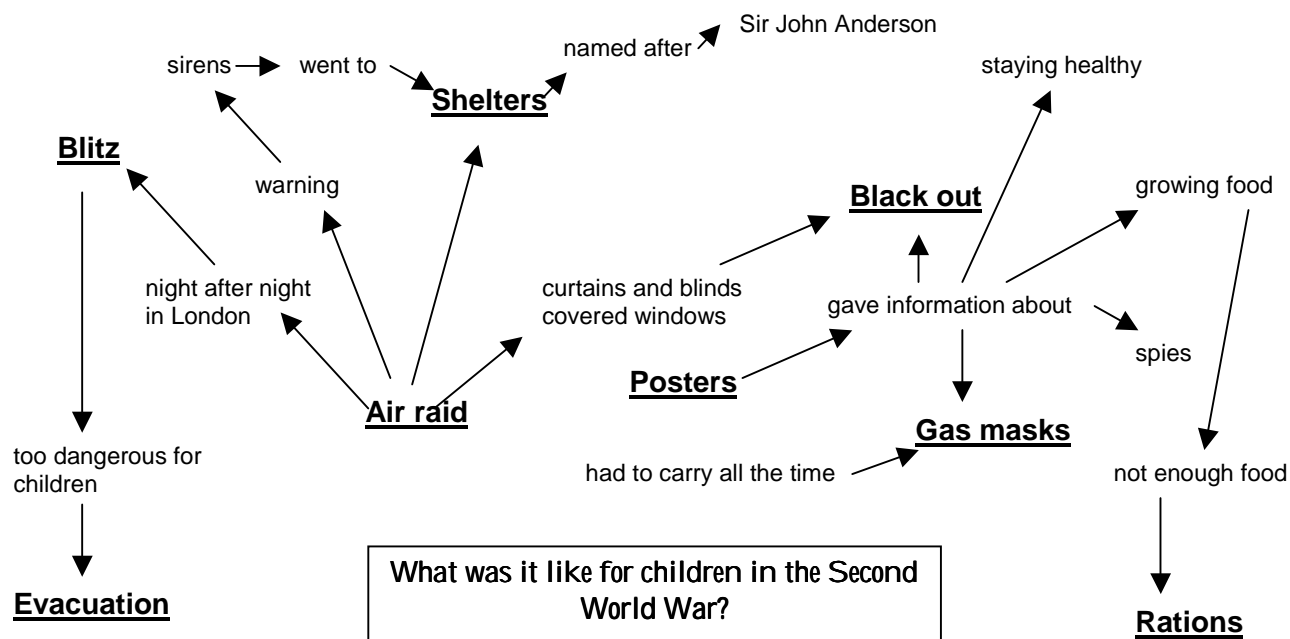 Sir John Anderson
named after
sirens
went to
staying healthy
Shelters
Blitz
warning
Black out
growing food
night after night
in London
curtains and blinds
covered windows
gave information about
spies
Posters
Air raid
Gas masks
too dangerous for
children
had to carry all the time
not enough food
What was it like for children in the Second
World War?
Evacuation
Rations